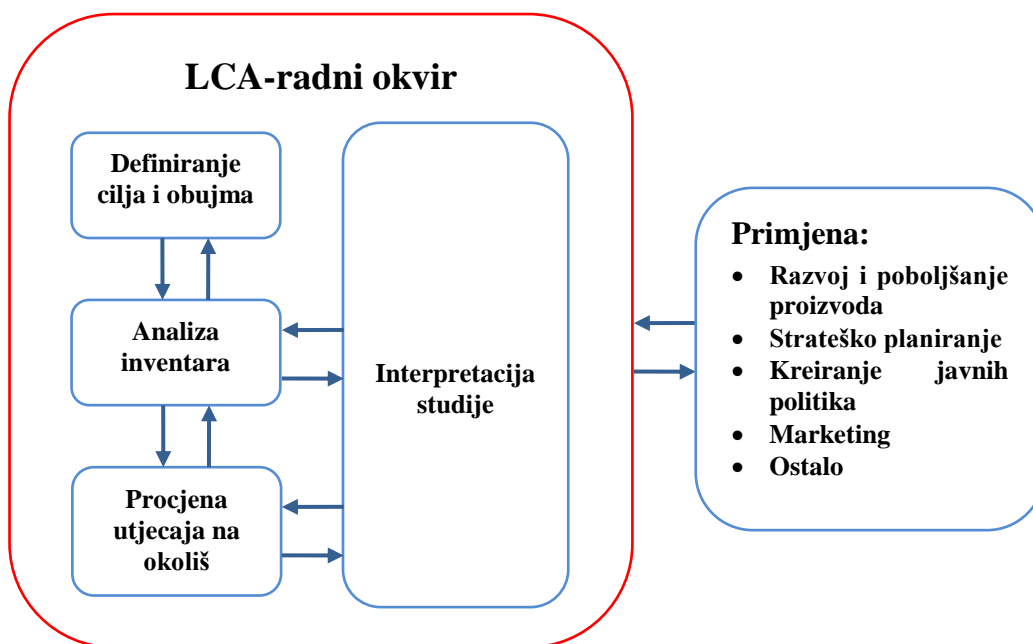 LCA-radni okvir
Definiranje
cilja i obujma
Analiza
inventara
Procjena
utjecaja na
okoliš
Interpretacija
studije
Primjena:
• Razvoj i poboljšanje
proizvoda
• Strateško planiranje
• Kreiranje javnih
politika
• Marketing
• Ostalo